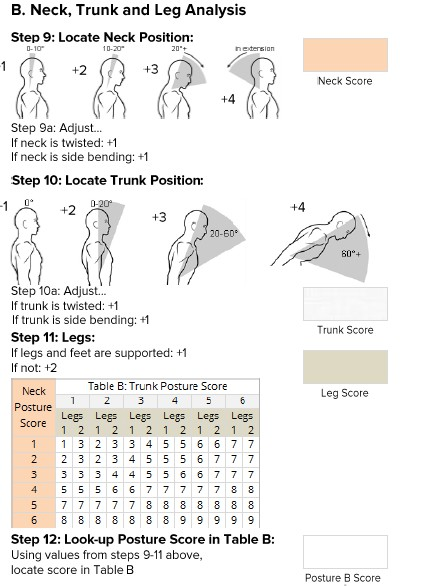 B. Neck, Trunk and Leg Analysis
Step 9: Locate Neck Position:
0-10° 10-20° 20°+ in extension
1 +2 +3 +4
Neck Score
Step 9a: Adjust...
If neck is twisted: +1
If neck is side bending: +1
Step 10: Locate Trunk Position:
1 0° +2 0-20° +3 20-60° +4 60°+
Step 10a: Adjust...
If trunk is twisted: +1
If trunk is side bending: +1
Trunk Score
Step 11: Legs:
If legs and feet are supported: +1
If not: +2
Leg Score
Neck Posture Score
Table B: Trunk Posture Score
1 2 3 4 5 6
Legs Legs Legs Legs Legs Legs
1 2 1 2 1 2 1 2 1 2 1 2
1 1 3 2 3 3 4 5 5 6 6 7 7
2 2 3 2 3 4 5 5 5 6 7 7 7
3 3 3 3 4 4 5 5 6 6 7 7 7
4 5 5 5 6 6 7 7 7 7 7 8 8
5 7 7 7 7 7 8 8 8 8 8 8 8
6 8 8 8 8 8 8 8 9 9 9 9 9
Step 12: Look-up Posture Score in Table B:
Using values from steps 9-11 above,
locate score in Table B
Posture B Score